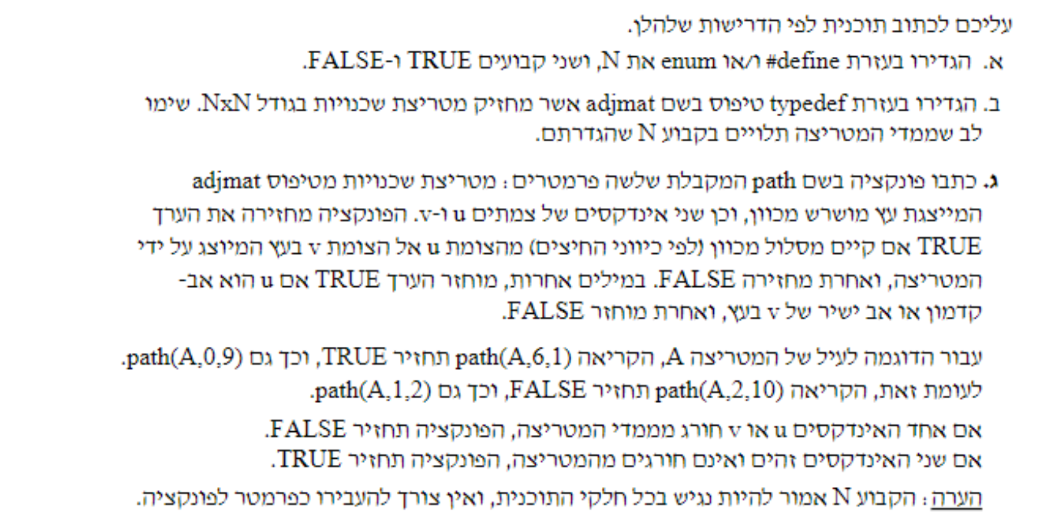 עליכם לכתוב תוכנית לפי הדרישות שלהלן.
א. הגדירו בעזרת #define ו/או enum את N, ושני קבועים TRUE ו-FALSE.
ב. הגדירו בעזרת typedef טיפוס בשם adjmat אשר מחזיק מטריצת שכנויות בגודל NxN. שימו
לב שממדי המטריצה תלויים בקבוע N שהגדרתם.
ג. כתבו פונקציה בשם path המקבלת שלשה פרמטרים: מטריצת שכנויות מטיפוס adjmat
המייצגת עץ מושרש מכוון, וכן שני אינדקסים של צמתים u ו-v. הפונקציה מחזירה את הערך
TRUE אם קיים מסלול מכוון (לפי כיווני החיצים) מהצומת u אל הצומת v בעץ המיוצג על ידי
המטריצה, ואחרת מחזירה FALSE. במילים אחרות, מוחזר הערך TRUE אם u הוא אב-
קדמון או אב ישיר של v בעץ, ואחרת מוחזר FALSE.
עבור הדוגמה לעיל של המטריצה A, הקריאה path(A,6,1) תחזיר TRUE, וכך גם path(A,0,9).
לעומת זאת, הקריאה path(A,2,10) תחזיר FALSE, וכך גם path(A,1,2).
אם אחד האינדקסים u או v חורג מממדי המטריצה, הפונקציה תחזיר FALSE.
אם שני האינדקסים זהים ואינם חורגים מהמטריצה, הפונקציה תחזיר TRUE.
הערה: הקבוע N אמור להיות נגיש בכל חלקי התוכנית, ואין צורך להעבירו כפרמטר לפונקציה.